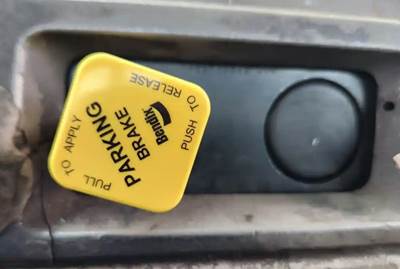 PUSH TO
RELEASE
Bendix
PARKING
BRAKE
PULL TO APPLY